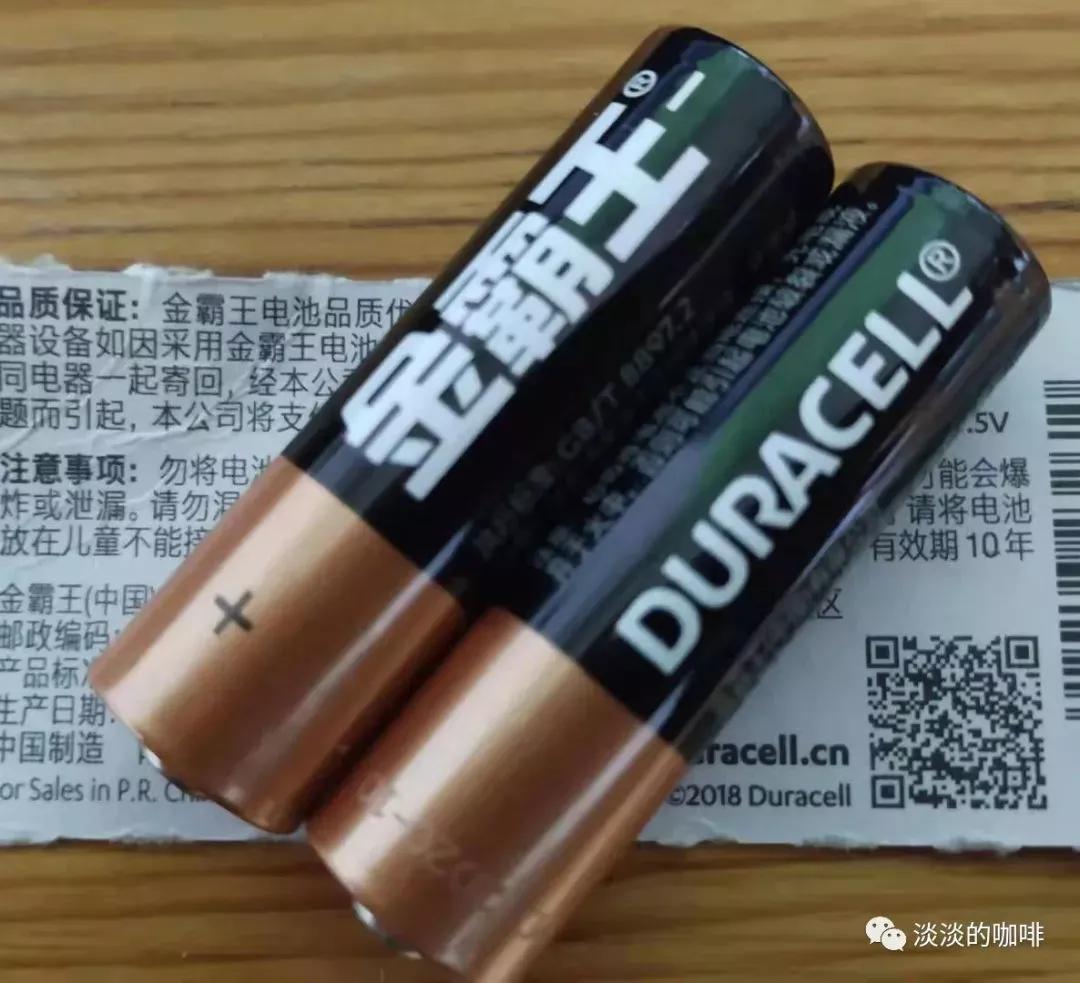 金霸王®
+
GB/T 8897.2
DURACELL®
品质保证：金霸王电池品质优
器设备如因采用金霸王电池
同电器一起寄回，经本公
题而引起，本公司将支
.5V
注意事项：勿将电池
可能会爆
炸或泄漏。请勿混
请将电池
放在儿童不能接
有效期10年
金霸王(中国)
区
邮政编码：
产品标准
生产日期：
中国制造
racell.cn
or Sales in P.R. Ch
©2018 Duracell
淡淡的咖啡